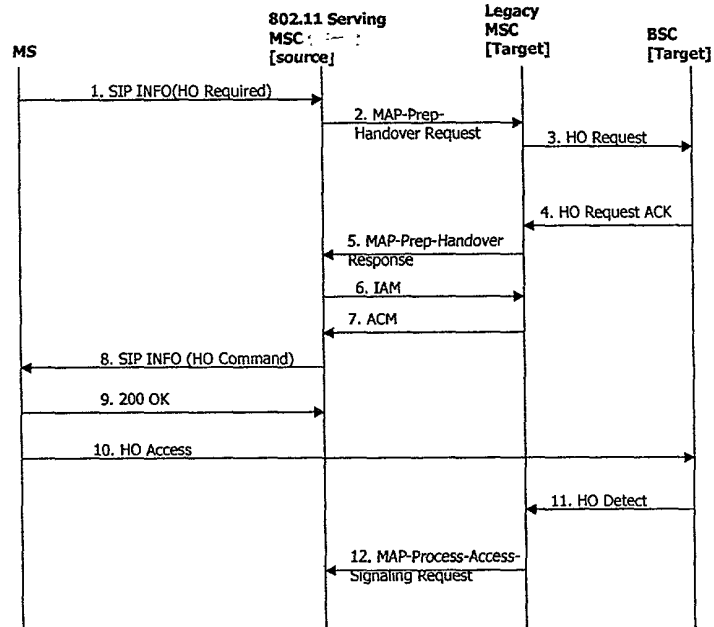 MS
802.11 Serving
MSC
[source]
Legacy
MSC
[Target]
BSC
[Target]
1. SIP INFO(HO Required)
2. MAP-Prep-
Handover Request
3. HO Request
4. HO Request ACK
5. MAP-Prep-Handover
Response
6. IAM
7. ACM
8. SIP INFO (HO Command)
9. 200 OK
10. HO Access
11. HO Detect
12. MAP-Process-Access-
Signaling Request